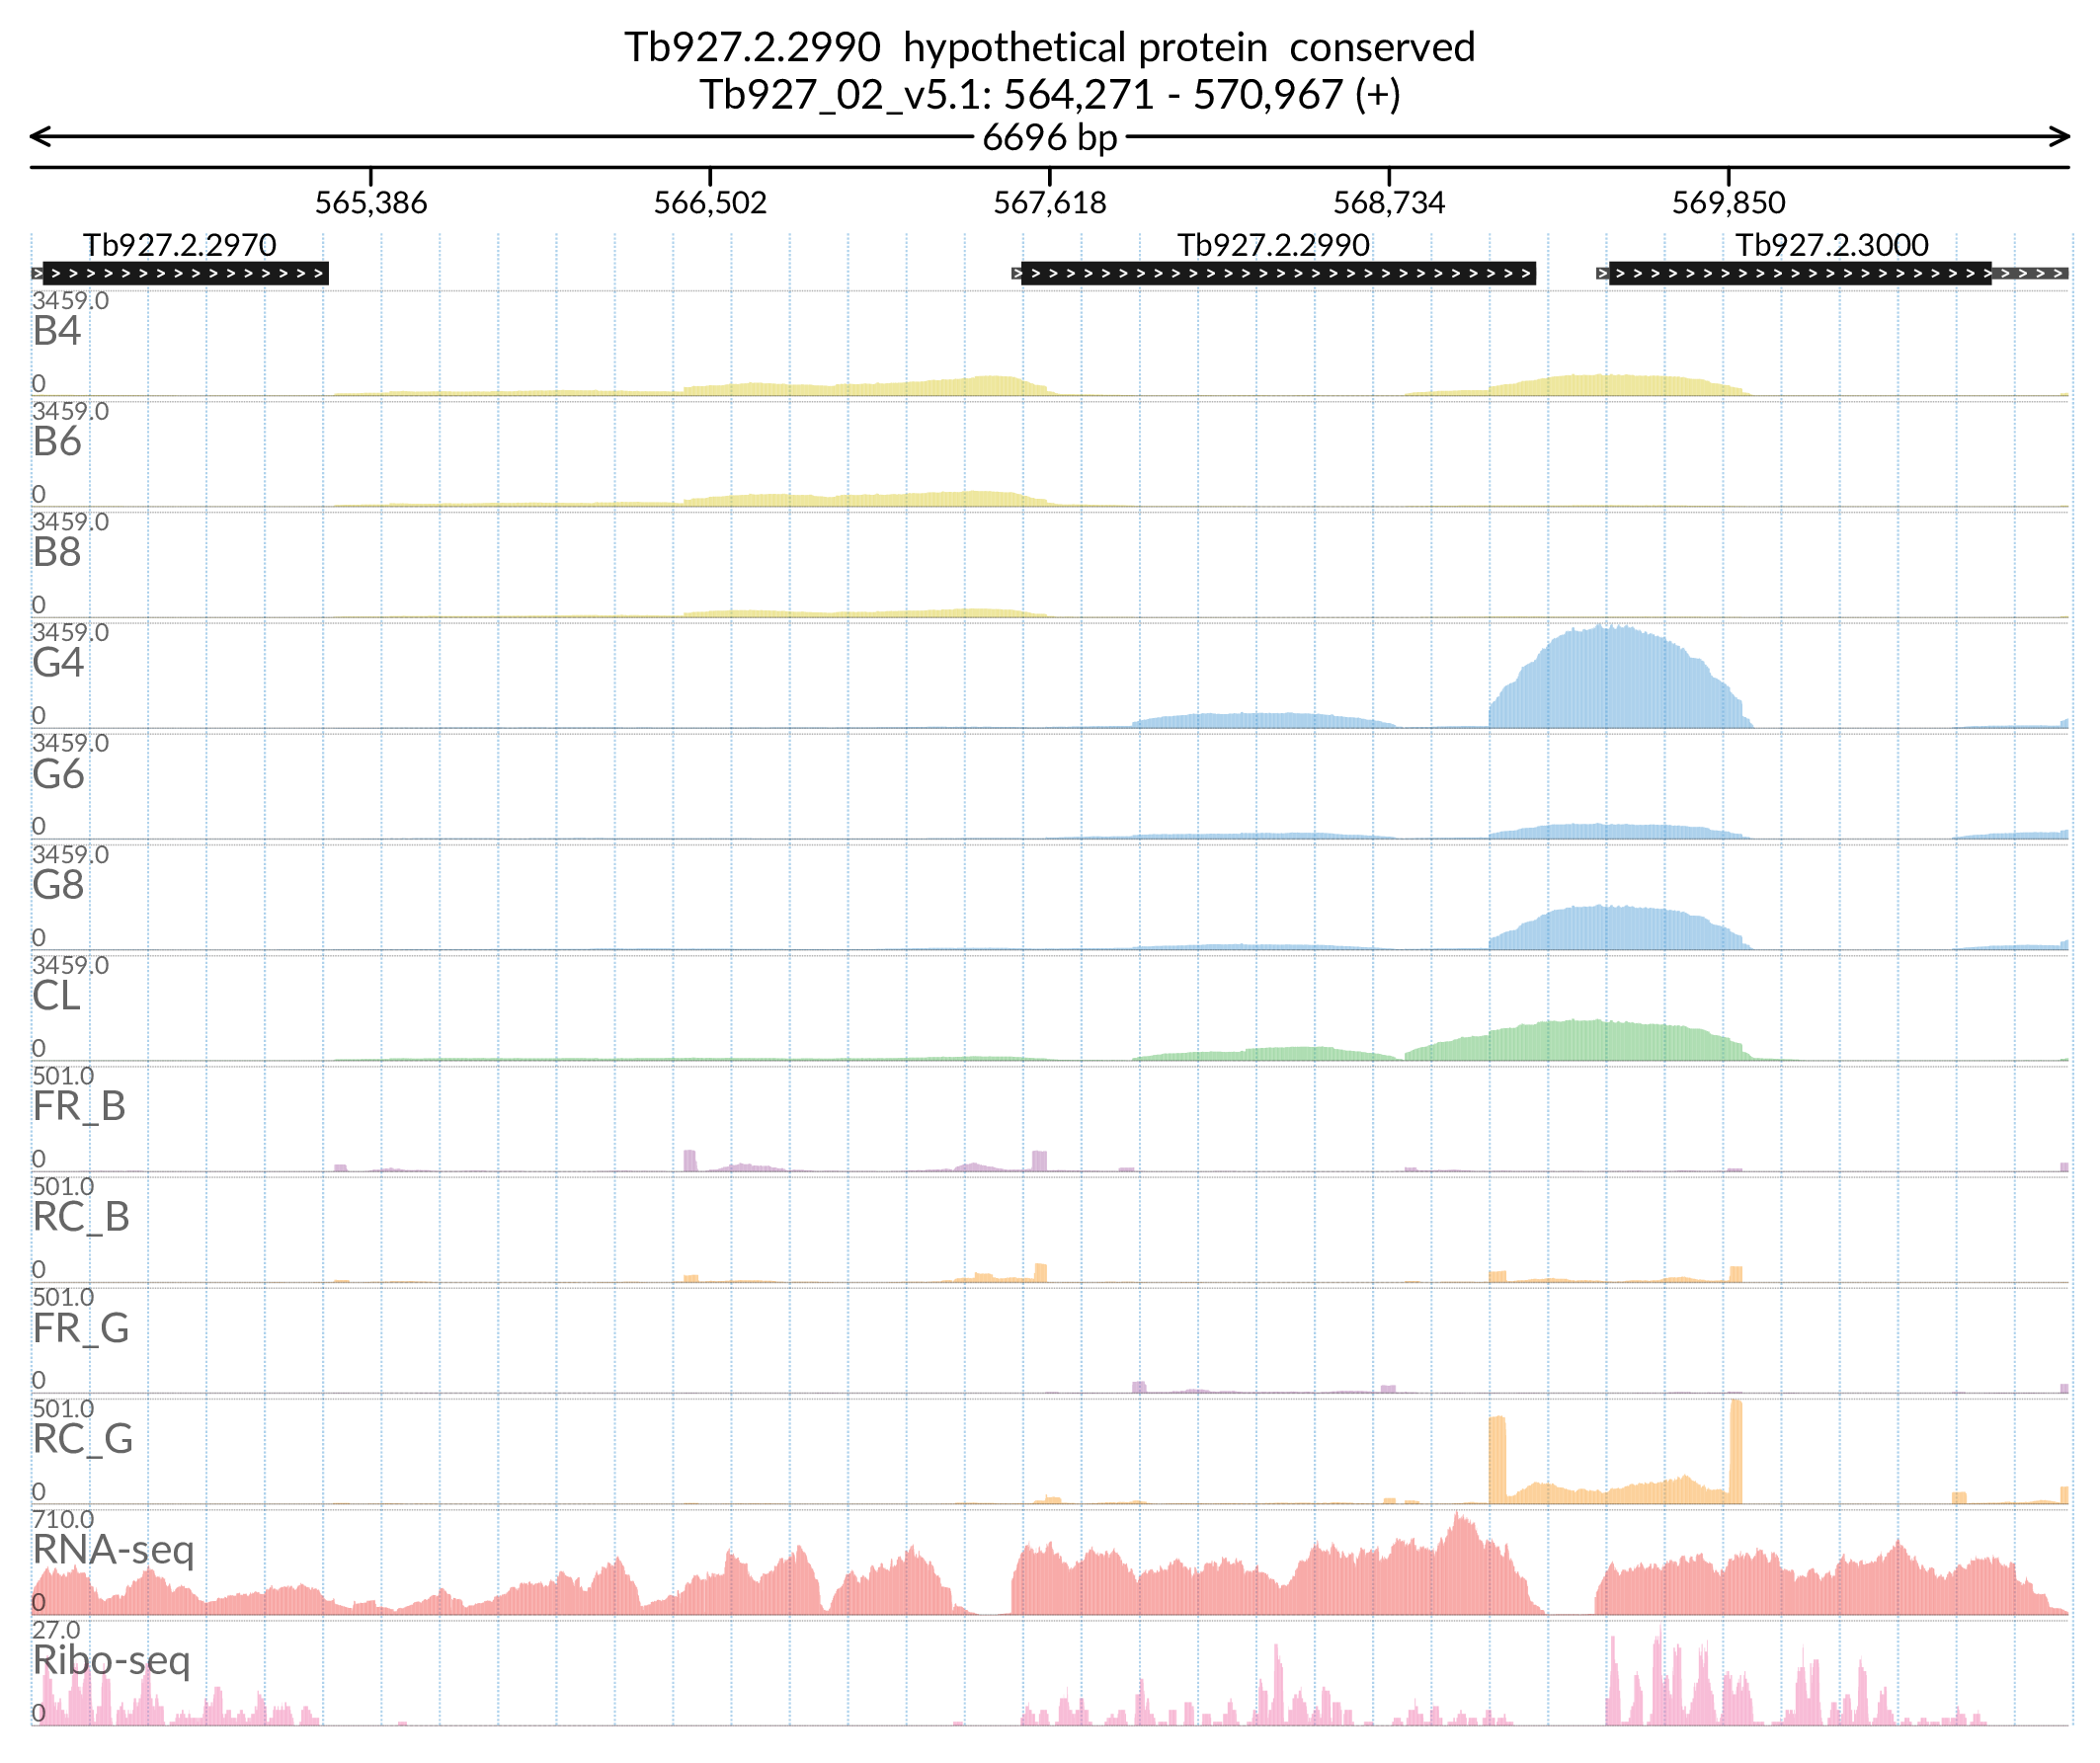 Tb927.2.2990  hypothetical protein  conserved
Tb927_02_v5.1: 564,271 - 570,967 (+)
6696 bp
565,386 566,502 567,618 568,734 569,850
Tb927.2.2970 Tb927.2.2990 Tb927.2.3000
3459.0
B4
0
3459.0
B6
0
3459.0
B8
0
3459.0
G4
0
3459.0
G6
0
3459.0
G8
0
3459.0
CL
0
501.0
FR_B
0
501.0
RC_B
0
501.0
FR_G
0
501.0
RC_G
0
710.0
RNA-seq
0
27.0
Ribo-seq
0